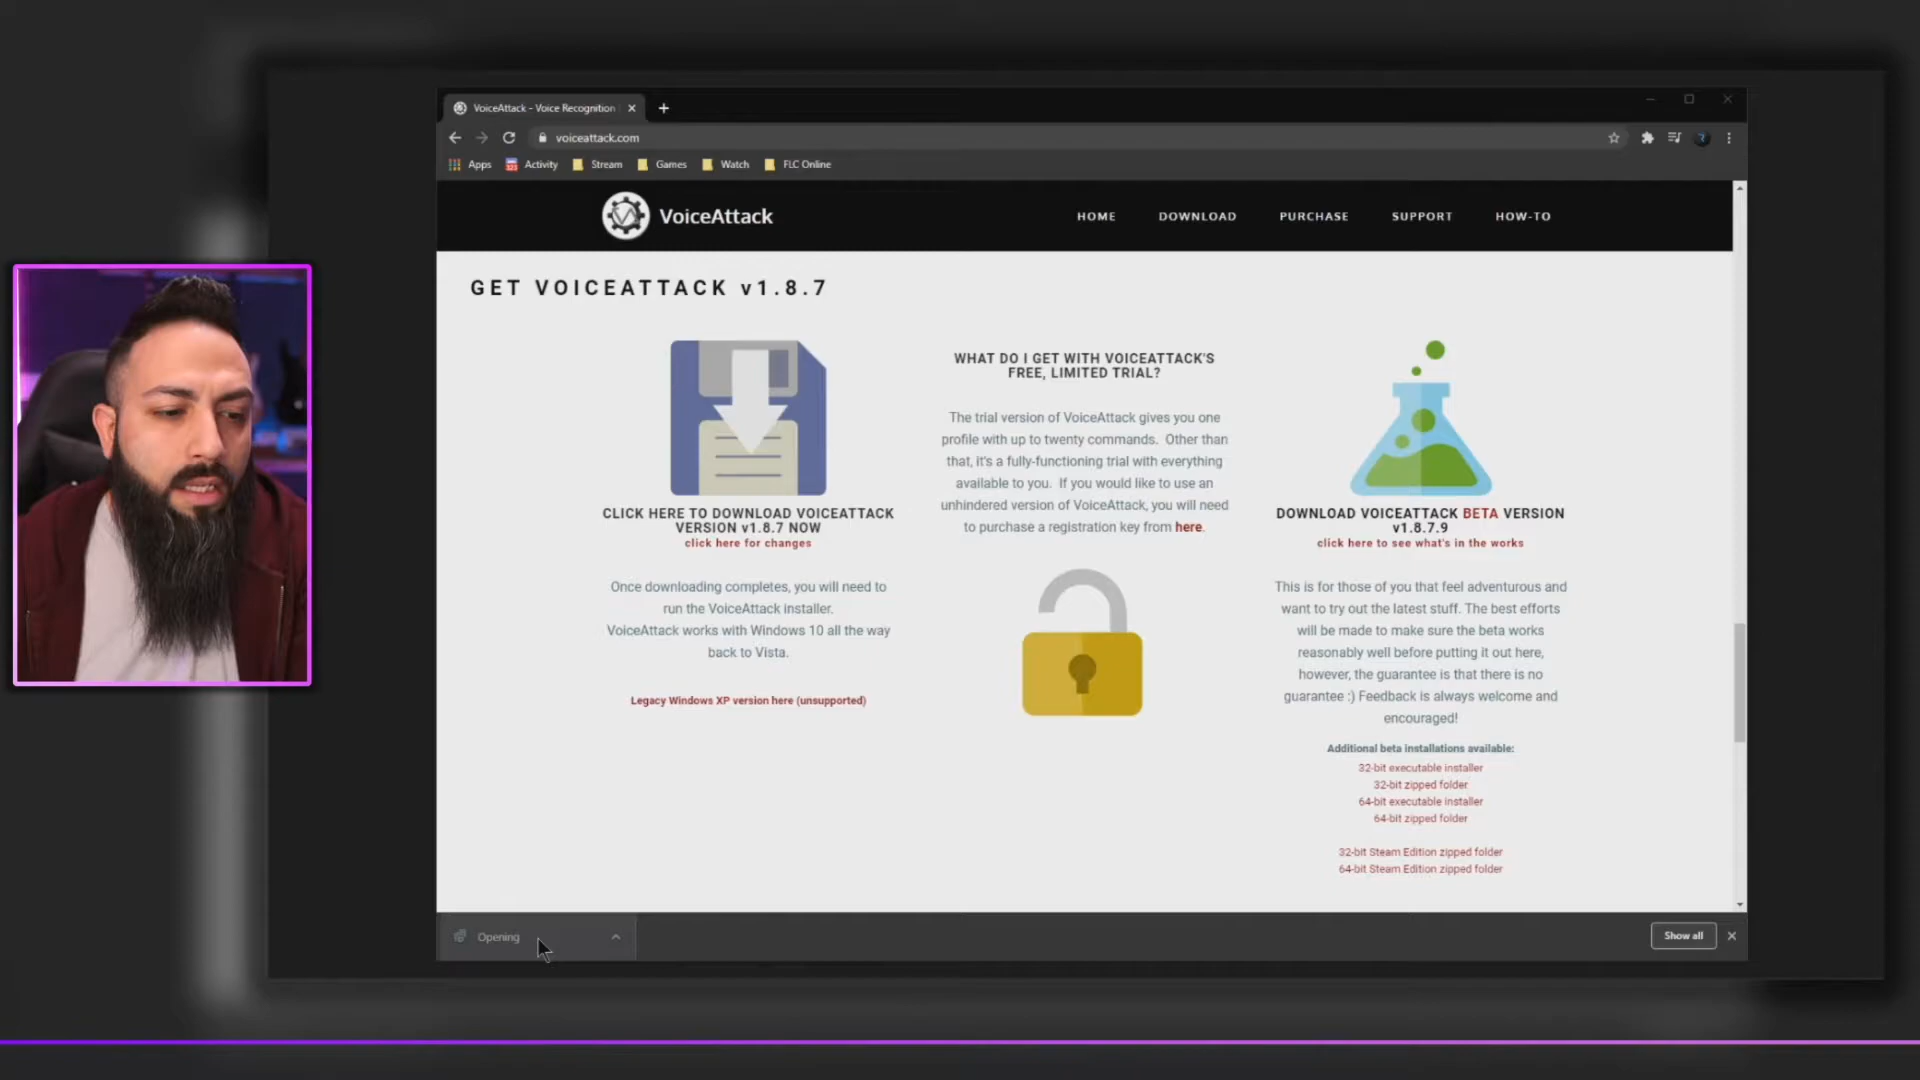 VoiceAttack - Voice Recognition
voiceattack.com
Apps Activity Stream Games Watch FLC Online
VoiceAttack
HOME DOWNLOAD PURCHASE SUPPORT HOW-TO
GET VOICEATTACK v1.8.7
CLICK HERE TO DOWNLOAD VOICEATTACK
VERSION v1.8.7 NOW
click here for changes
Once downloading completes, you will need to
run the VoiceAttack installer.
VoiceAttack works with Windows 10 all the way
back to Vista.
Legacy Windows XP version here (unsupported)
WHAT DO I GET WITH VOICEATTACK'S
FREE, LIMITED TRIAL?
The trial version of VoiceAttack gives you one
profile with up to twenty commands. Other than
that, it's a fully-functioning trial with everything
available to you. If you would like to use an
unhindered version of VoiceAttack, you will need
to purchase a registration key from here.
DOWNLOAD VOICEATTACK BETA VERSION
v1.8.7.9
click here to see what's in the works
This is for those of you that feel adventurous and
want to try out the latest stuff. The best efforts
will be made to make sure the beta works
reasonably well before putting it out here,
however, the guarantee is that there is no
guarantee :) Feedback is always welcome and
encouraged!
Additional beta installations available:
32-bit executable installer
32-bit zipped folder
64-bit executable installer
64-bit zipped folder
32-bit Steam Edition zipped folder
64-bit Steam Edition zipped folder
Opening
Show all